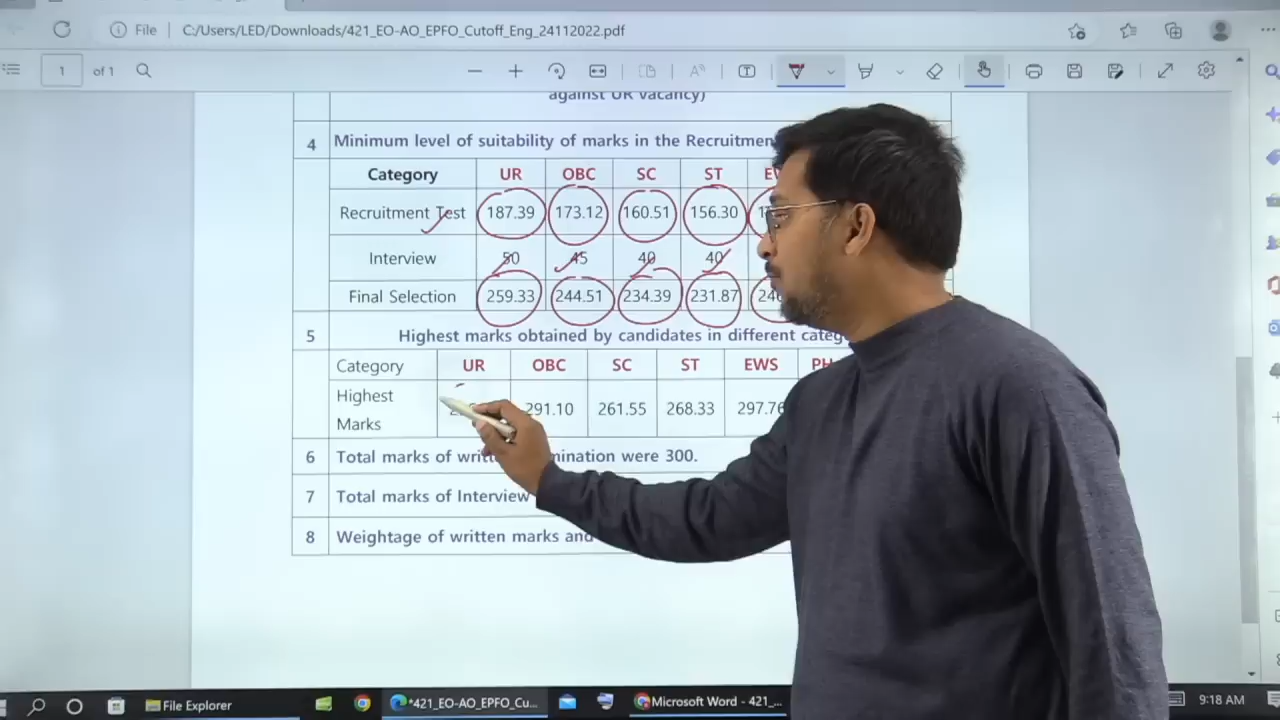 File C:/Users/LED/Downloads/421_EO-AO_EPFO_Cutoff_Eng_24112022.pdf
1 of 1
against UR vacancy)
4 Minimum level of suitability of marks in the Recruitment
Category UR OBC SC ST
Recruitment Test 187.39 173.12 160.51 156.30
Interview 50 45 40 40
Final Selection 259.33 244.51 234.39 231.87
5 Highest marks obtained by candidates in different
Category UR OBC SC ST EWS PH
Highest Marks 291.10 261.55 268.33 297.76
6 Total marks of were 300.
7 Total marks of Interview
8 Weightage of written marks and
File Explorer *421_EO-AO_EPFO_Cu... Microsoft Word - 421_... 9:18 AM